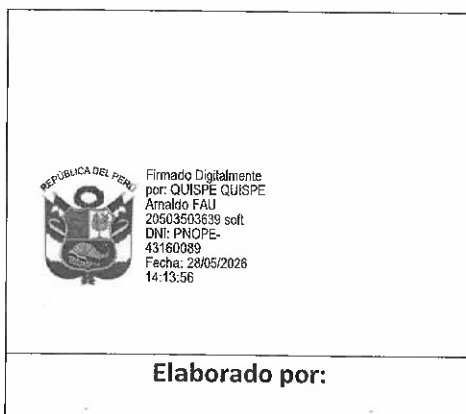 REPÚBLICA DEL PERÚ
Firmado Digitalmente
por: QUISPE QUISPE
Arnaldo FAU
20503503639 soft
DNI: PNOPE-
43160089
Fecha: 28/05/2026
14:13:56
Elaborado por: